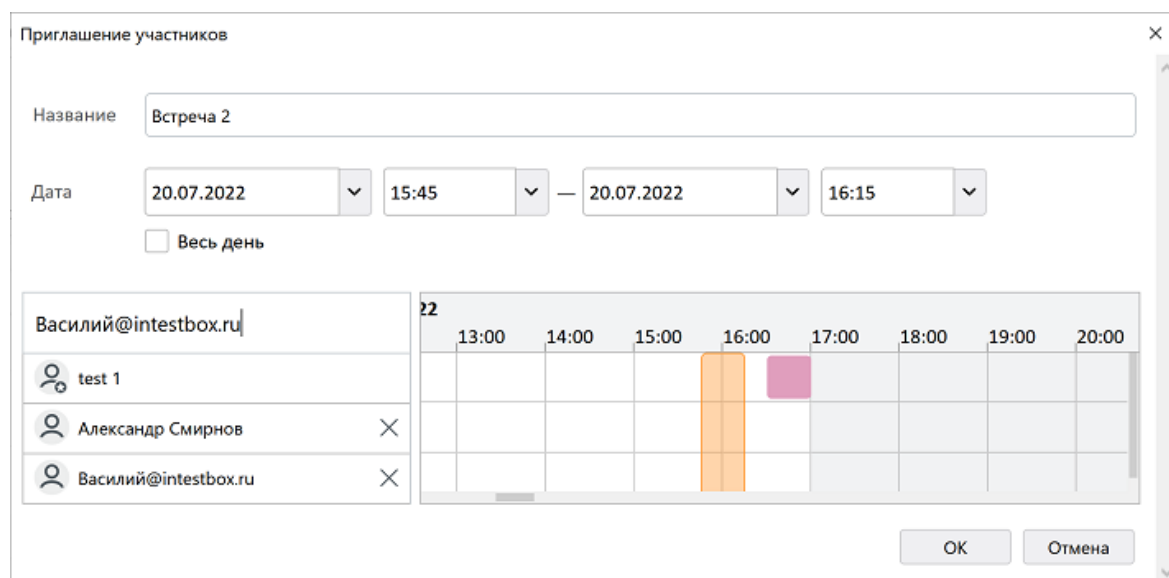 Приглашение участников
Название Встреча 2
Дата 20.07.2022 15:45 — 20.07.2022 16:15
Весь день
22
Василий@intestbox.ru 13:00 14:00 15:00 16:00 17:00 18:00 19:00 20:00
test 1
Александр Смирнов
Василий@intestbox.ru
ОК Отмена